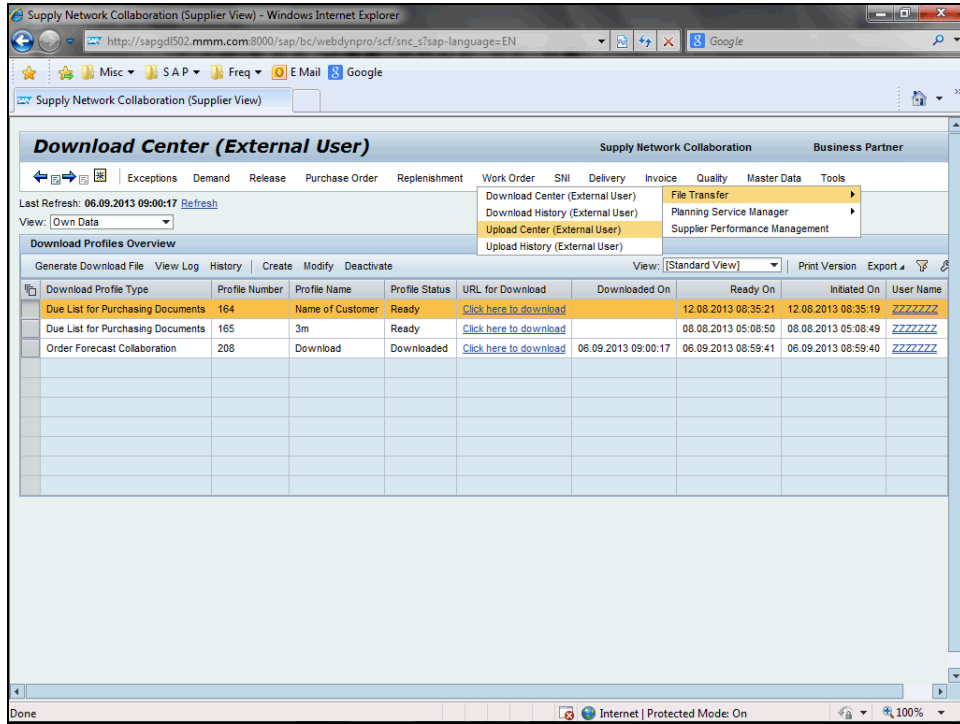 Supply Network Collaboration (Supplier View) - Windows Internet Explorer
http://sapgdl502.mmm.com:8000/sap/bc/webdynpro/scf/snc_s?sap-language=EN
Google
Misc S A P Freq E Mail Google
Supply Network Collaboration (Supplier View)
Download Center (External User) Supply Network Collaboration Business Partner
Exceptions Demand Release Purchase Order Replenishment Work Order SNI Delivery Invoice Quality Master Data Tools
Download Center (External User) File Transfer
Last Refresh: 06.09.2013 09:00:17 Refresh
Download History (External User) Planning Service Manager
View: Own Data
Upload Center (External User) Supplier Performance Management
Upload History (External User)
Download Profiles Overview
Generate Download File View Log History Create Modify Deactivate View: [Standard View] Print Version Export
Download Profile Type Profile Number Profile Name Profile Status URL for Download Downloaded On Ready On Initiated On User Name
Due List for Purchasing Documents 164 Name of Customer Ready Click here to download 12.08.2013 08:35:21 12.08.2013 08:35:19 ZZZZZZZ
Due List for Purchasing Documents 165 3m Ready Click here to download 08.08.2013 05:08:50 08.08.2013 05:08:49 ZZZZZZZ
Order Forecast Collaboration 208 Download Downloaded Click here to download 06.09.2013 09:00:17 06.09.2013 08:59:41 06.09.2013 08:59:40 ZZZZZZZ
Done Internet | Protected Mode: On 100%